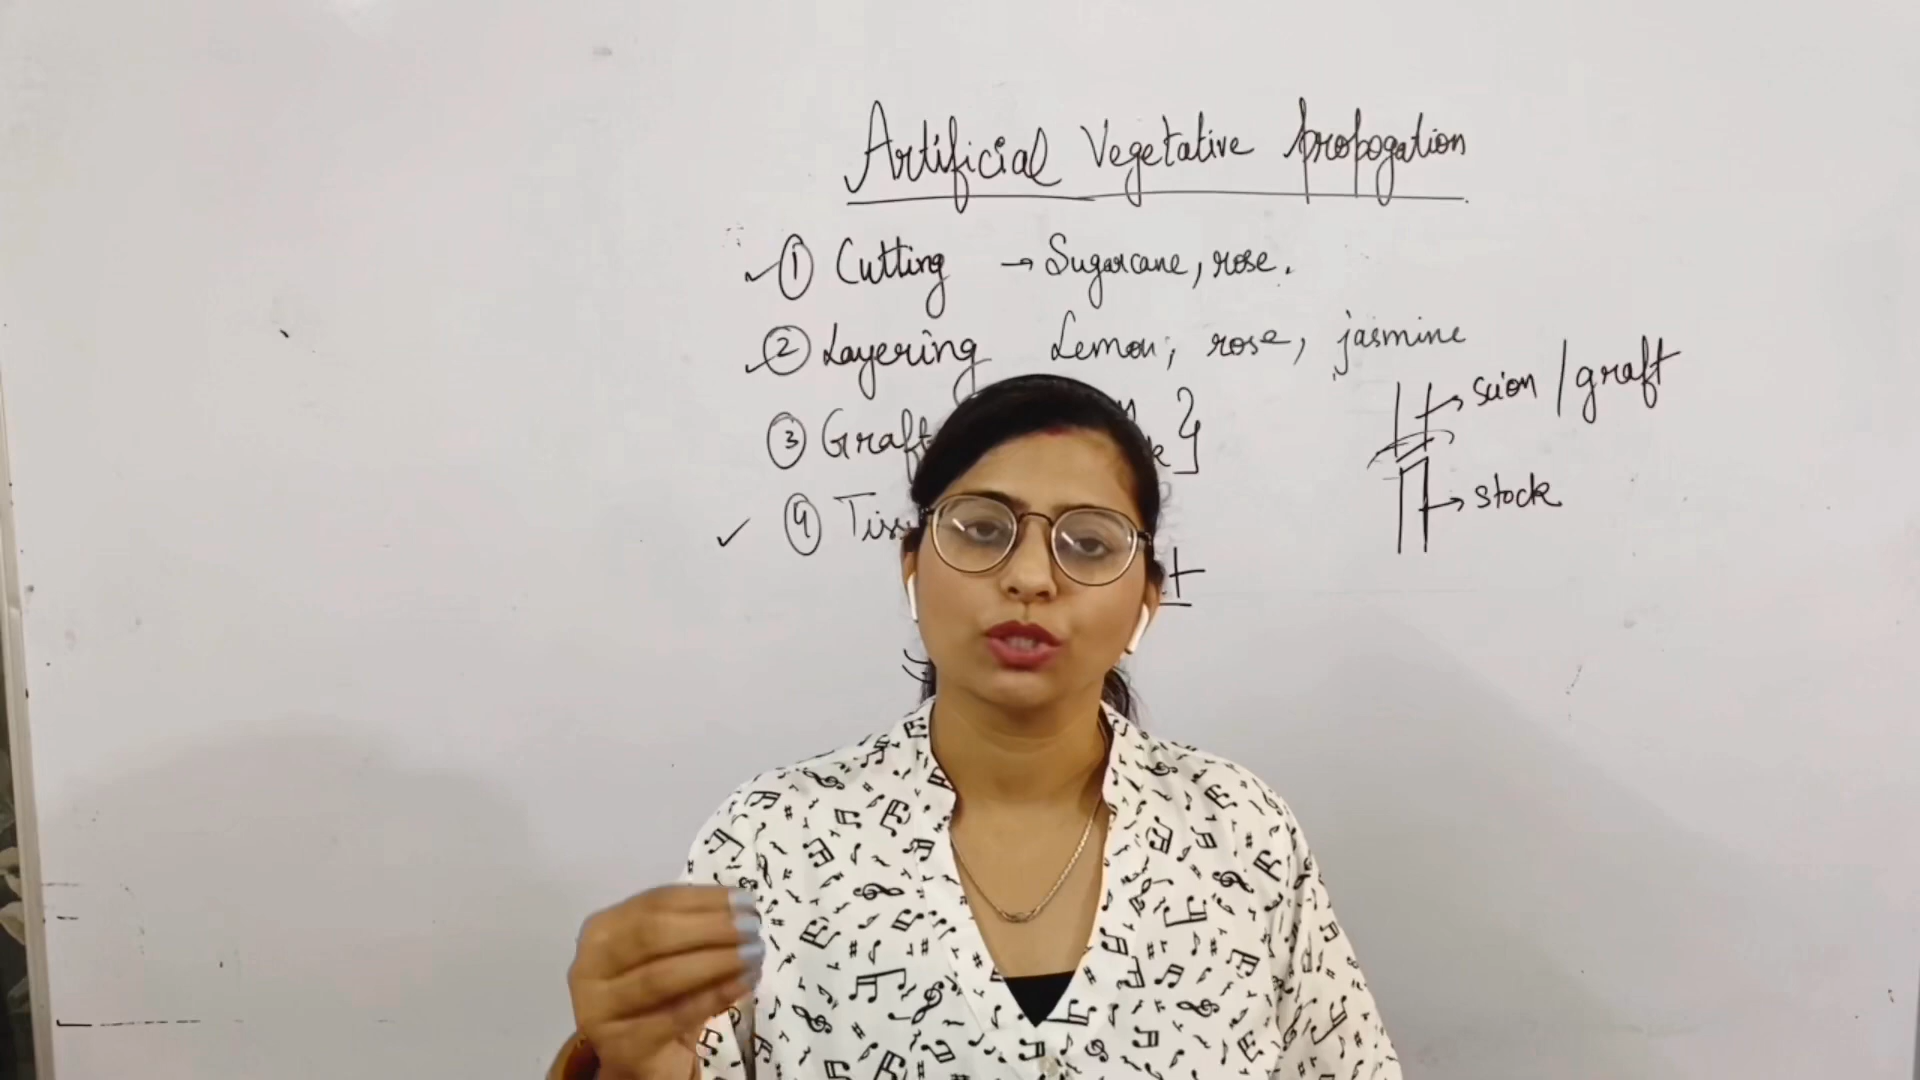 Artificial Vegetative propogation
① Cutting → Sugarcane, rose.
② Layering Lemon, rose, jasmine
③ Graft
④ Tiss
scion / graft
stock